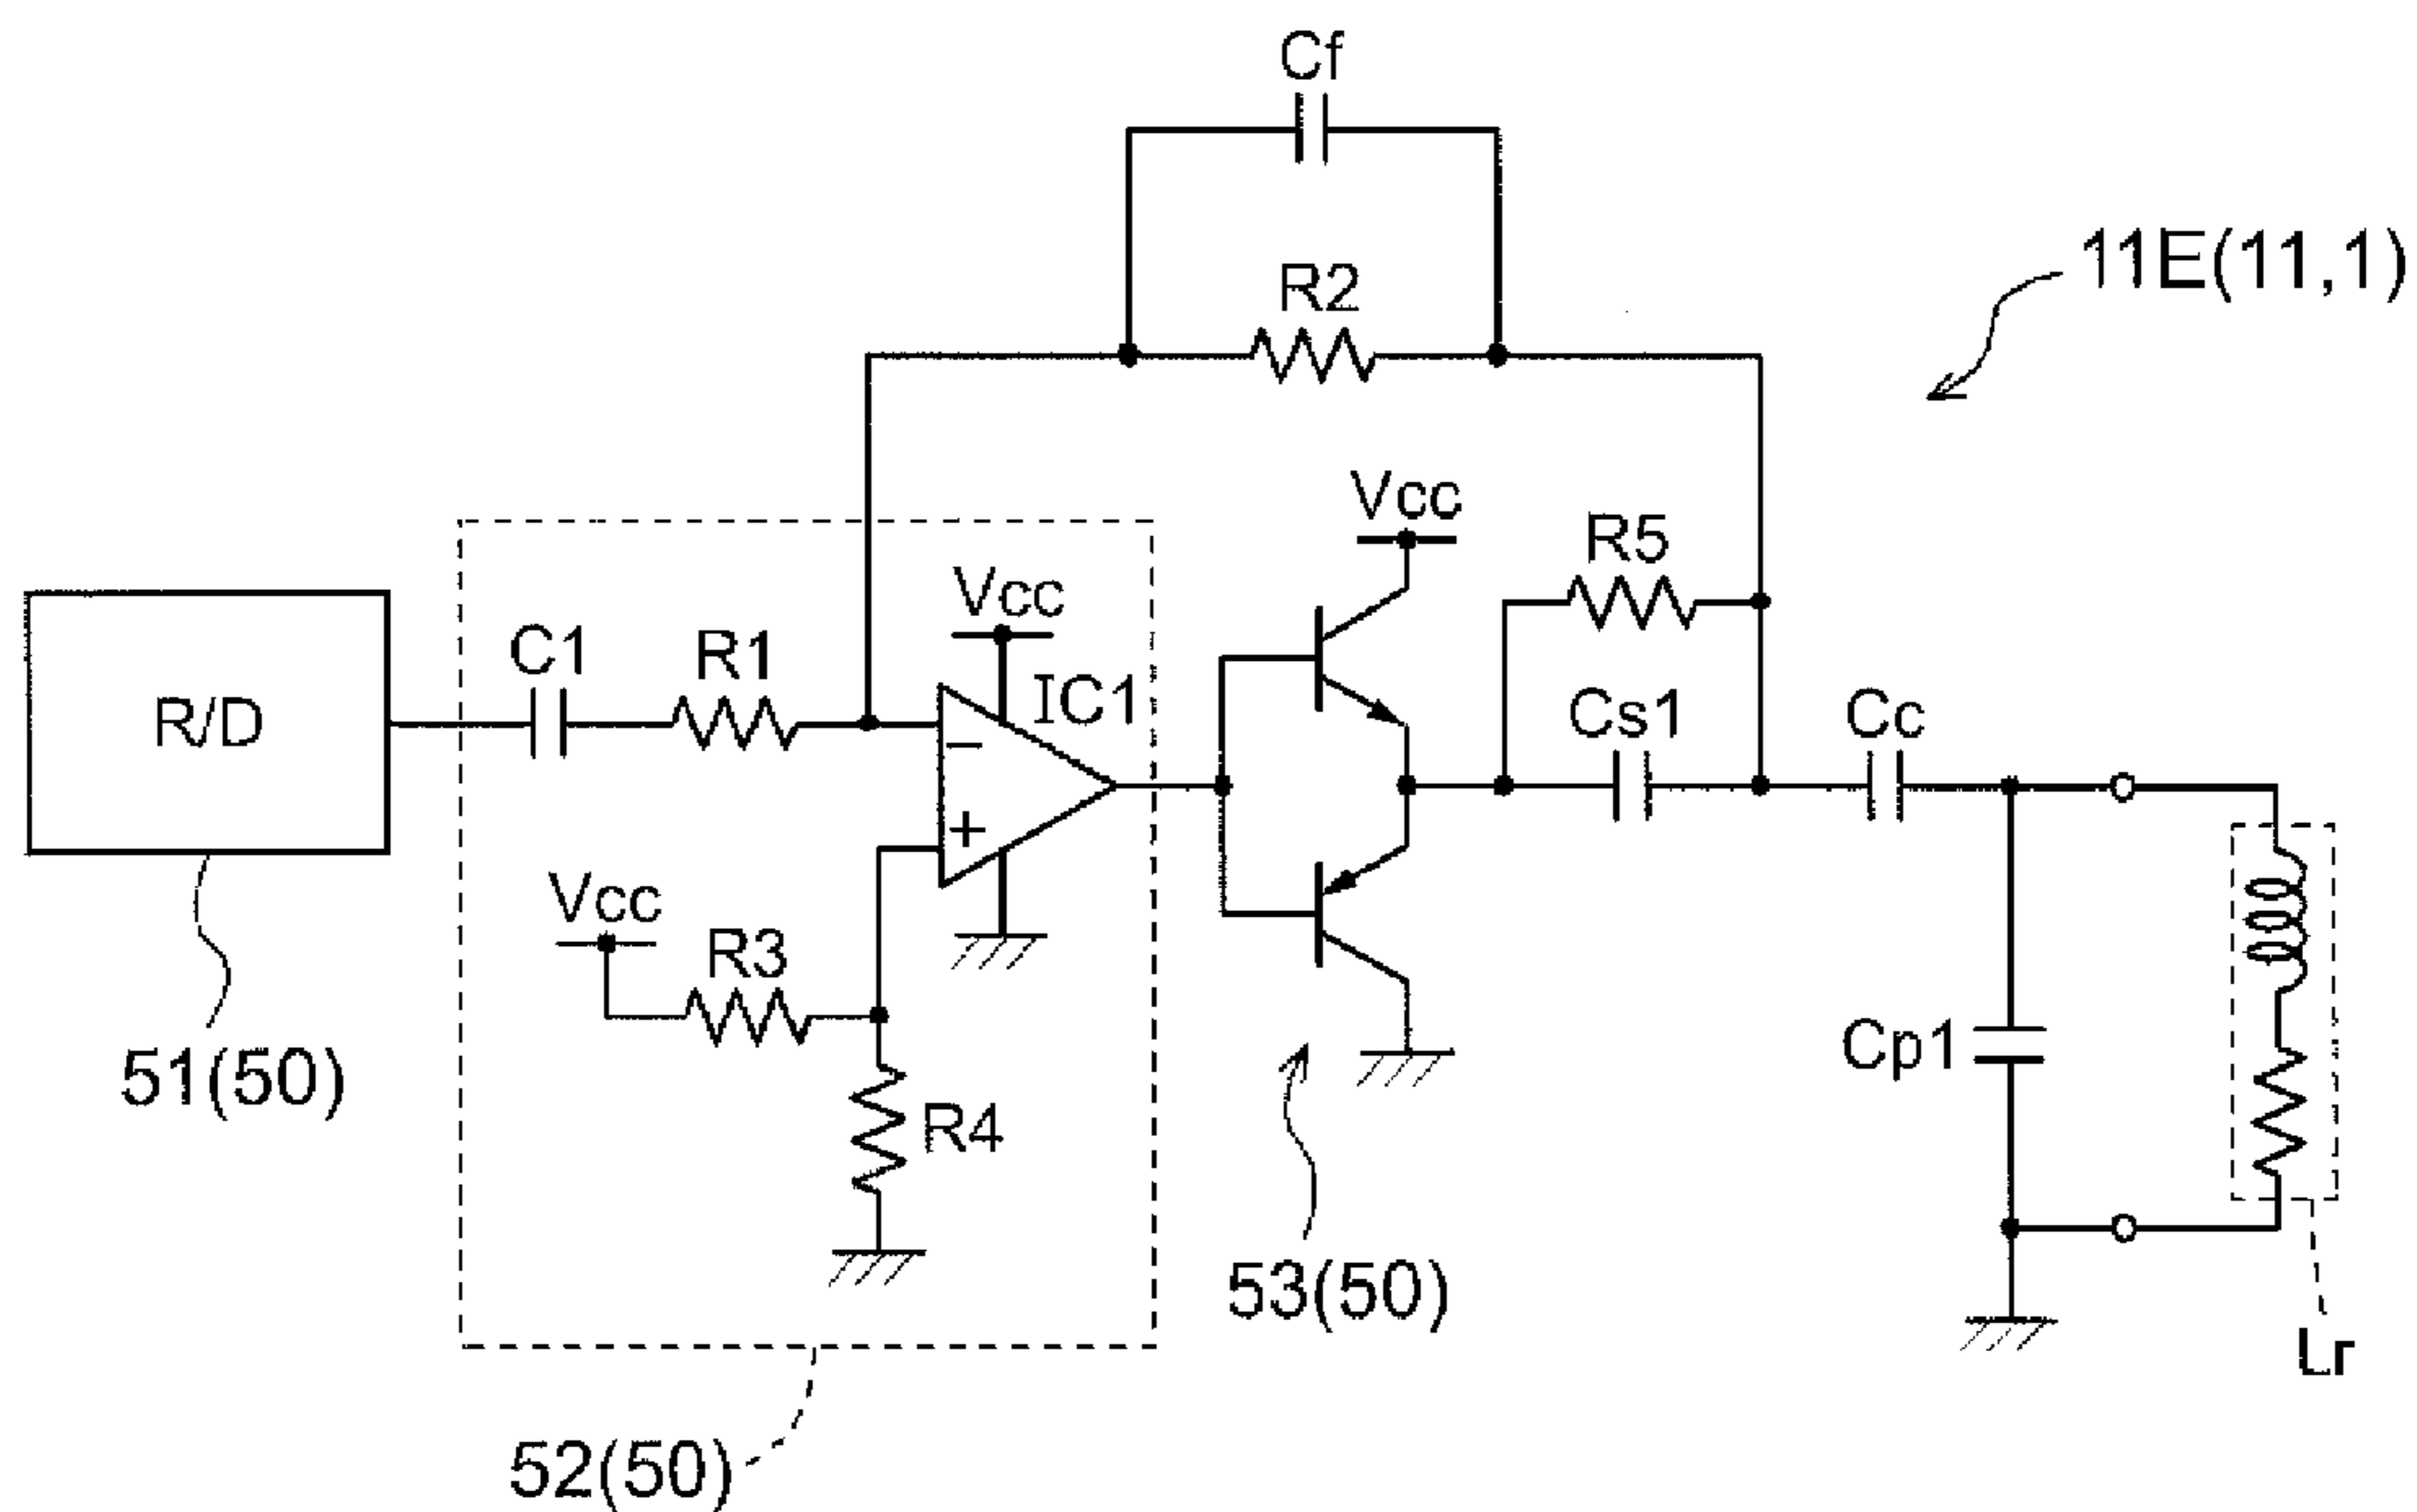 Cf
11E(11,1)
R2
Vcc
R5
Vcc
C1
R1
IC1
Cs1
Cc
R/D
−
+
Vcc
R3
Cp1
51(50)
R4
53(50)
Lr
52(50)